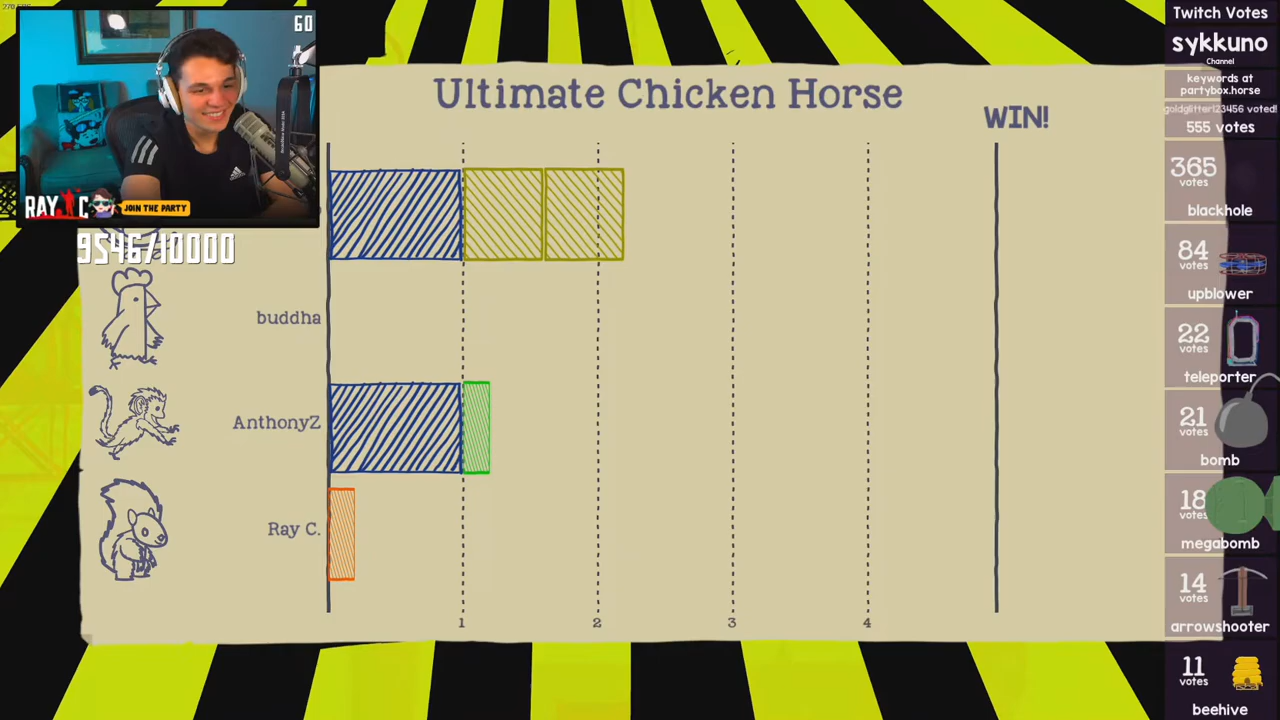 60
RAY C
JOIN THE PARTY
9546/10000
Ultimate Chicken Horse
WIN!
buddha
AnthonyZ
Ray C.
1 2 3 4
Twitch Votes
sykkuno
Channel
keywords at
partybox.horse
goldglitter123456 voted!
555 votes
365
votes
blackhole
84
votes
upblower
22
votes
teleporter
21
votes
bomb
18
votes
megabomb
14
votes
arrowshooter
11
votes
beehive